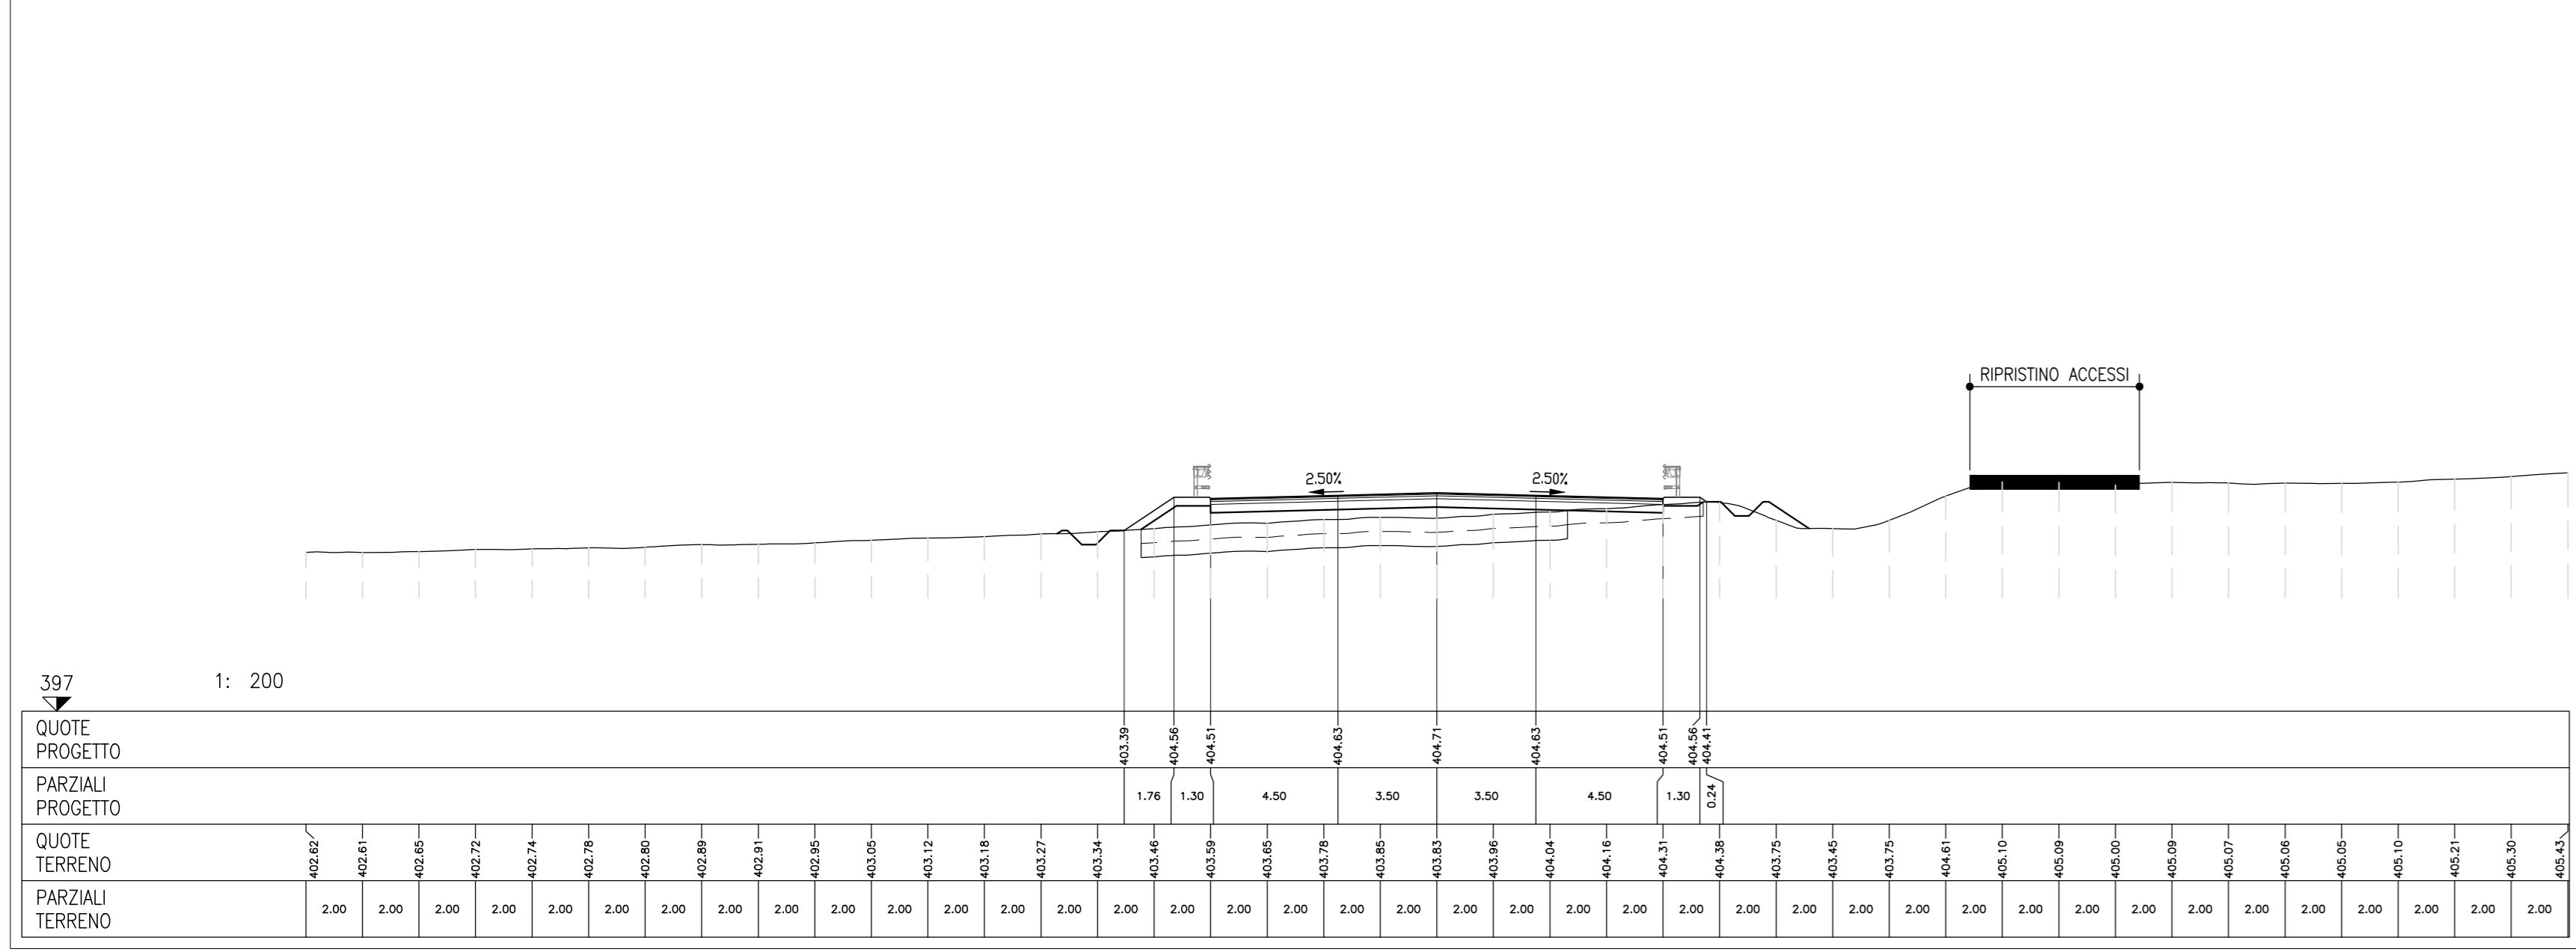 RIPRISTINO ACCESSI
2.50% 2.50%
397 1: 200
QUOTE
PROGETTO
403.39 404.56 404.51 404.63 404.71 404.63 404.51 404.56 404.41
PARZIALI
PROGETTO
1.76 1.30 4.50 3.50 3.50 4.50 1.30 0.24
QUOTE
TERRENO
402.62 402.61 402.65 402.72 402.74 402.78 402.80 402.89 402.91 402.95 403.05 403.12 403.18 403.27 403.34 403.46 403.59 403.65 403.78 403.85 403.83 403.96 404.04 404.16 404.31 404.38 403.75 403.45 403.75 404.61 405.10 405.09 405.00 405.09 405.07 405.06 405.05 405.10 405.21 405.30 405.43
PARZIALI
TERRENO
2.00 2.00 2.00 2.00 2.00 2.00 2.00 2.00 2.00 2.00 2.00 2.00 2.00 2.00 2.00 2.00 2.00 2.00 2.00 2.00 2.00 2.00 2.00 2.00 2.00 2.00 2.00 2.00 2.00 2.00 2.00 2.00 2.00 2.00 2.00 2.00 2.00 2.00 2.00 2.00